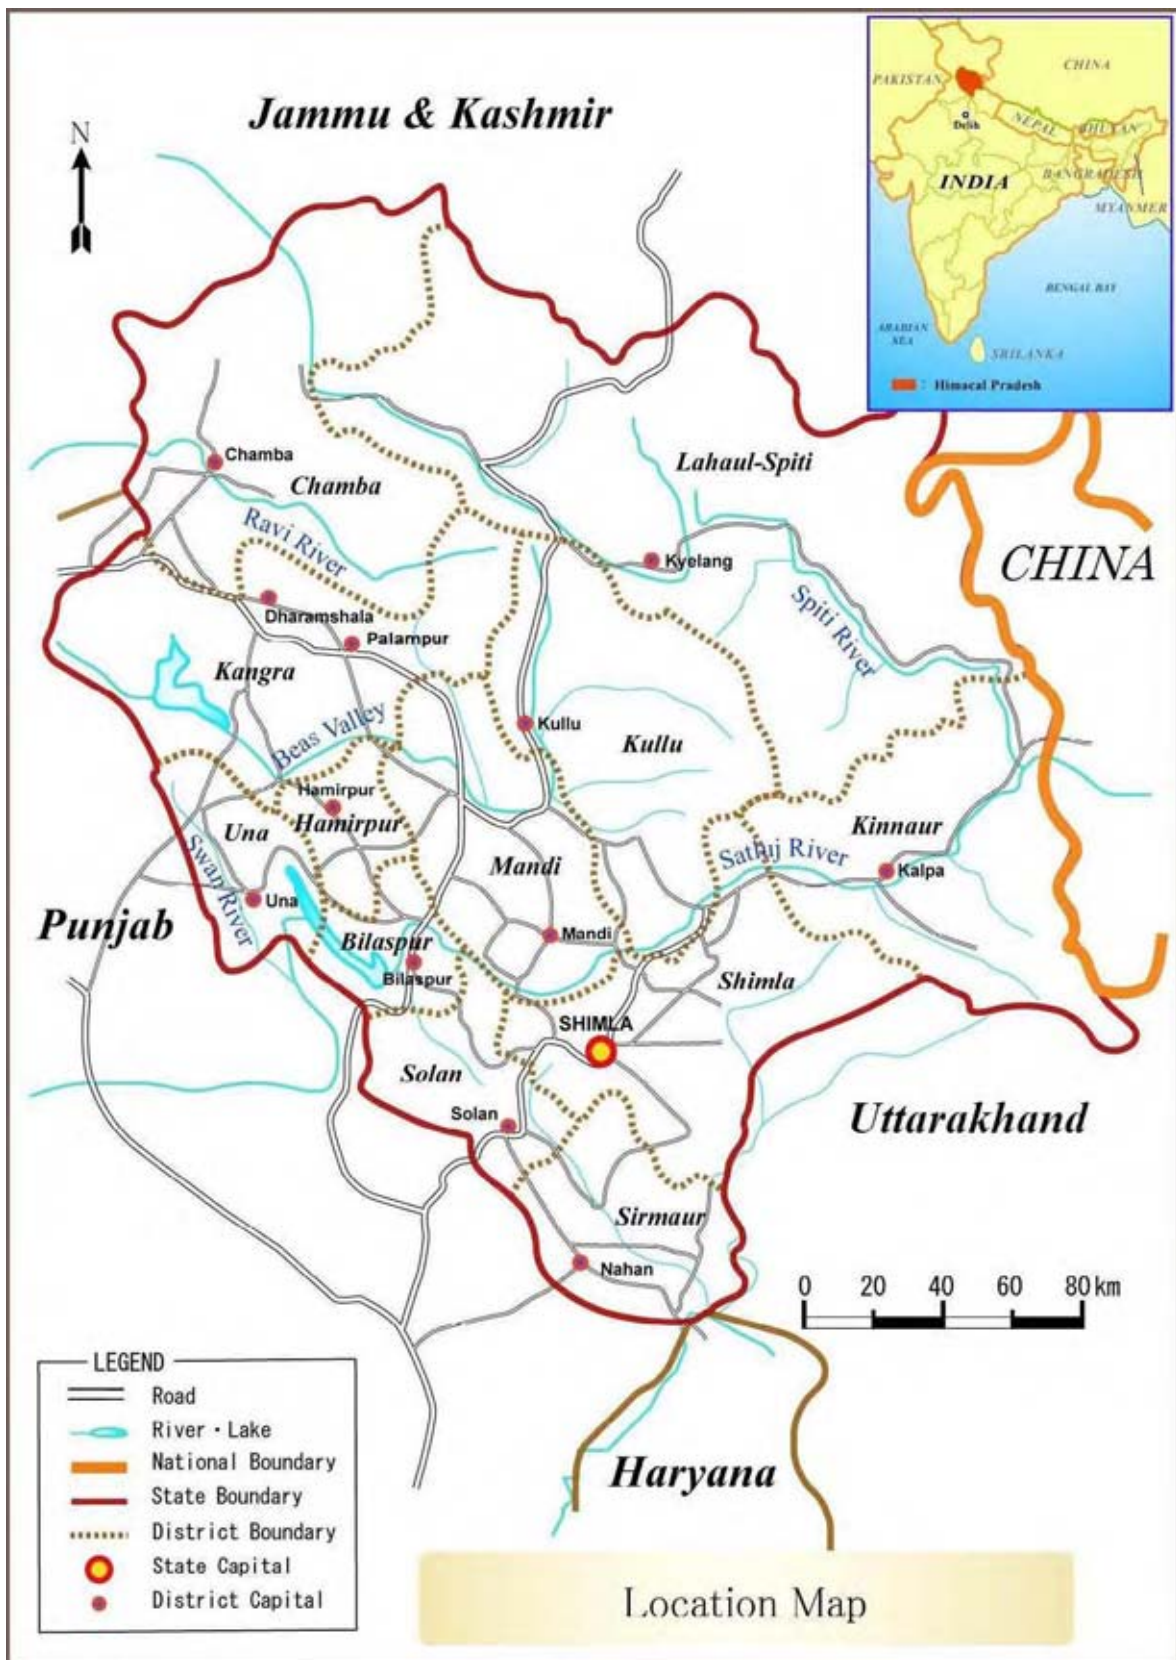 Jammu & Kashmir
N
PAKISTAN
CHINA
Delih
NEPAL
BHUTAN
INDIA
BANGRADESH
MYANMER
BENGAL BAY
ARABIAN
SEA
SRILANKA
: Himacal Pradesh
Chamba
Chamba
Lahaul-Spiti
Ravi River
Kyelang
CHINA
Dharamshala
Palampur
Spiti River
Kangra
Beas Valley
Kullu
Kullu
Hamirpur
Hamirpur
Una
Swan River
Mandi
Kinnaur
Satluj River
Kalpa
Una
Punjab
Bilaspur
Bilaspur
Mandi
Shimla
SHIMLA
Solan
Solan
Uttarakhand
Sirmaur
Nahan
0 20 40 60 80 km
LEGEND
Road
River・Lake
National Boundary
State Boundary
District Boundary
State Capital
District Capital
Haryana
Location Map